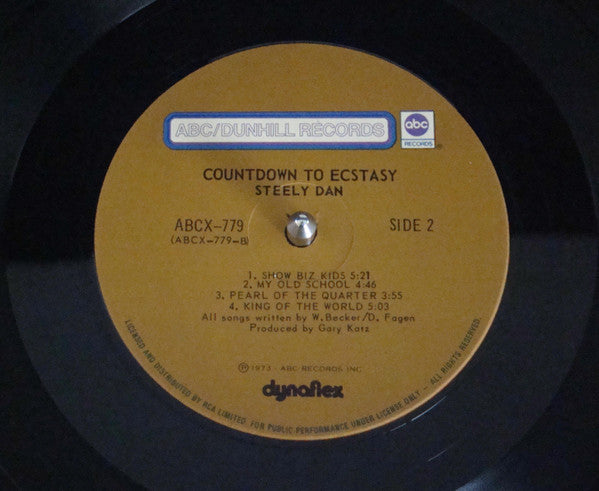 ABC/DUNHILL RECORDS
abc
RECORDS®
COUNTDOWN TO ECSTASY
STEELY DAN
ABCX-779
(ABCX-779-B)
SIDE 2
1. SHOW BIZ KIDS 5:21
2. MY OLD SCHOOL 4:46
3. PEARL OF THE QUARTER 3:55
4. KING OF THE WORLD 5:03
All songs written by W. Becker/D. Fagen
Produced by Gary Katz
℗ 1973 - ABC RECORDS INC
dynaflex
LICENSED AND DISTRIBUTED BY RCA LIMITED. FOR PUBLIC PERFORMANCE UNDER LICENSE ONLY - ALL RIGHTS RESERVED.